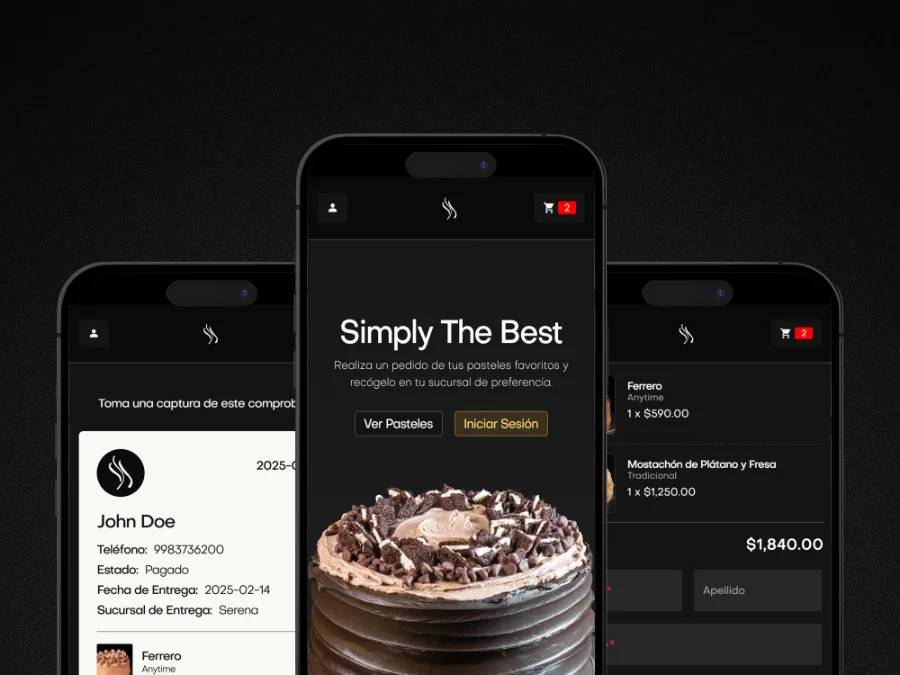 2
Simply The Best
Realiza un pedido de tus pasteles favoritos y
recógelo en tu sucursal de preferencia.
Ver Pasteles
Iniciar Sesión
Toma una captura de este comprob
2025-0
John Doe
Teléfono: 9983736200
Estado: Pagado
Fecha de Entrega: 2025-02-14
Sucursal de Entrega: Serena
Ferrero
Anytime
2
Ferrero
Anytime
1 x $590.00
Mostachón de Plátano y Fresa
Tradicional
1 x $1,250.00
$1,840.00
* Apellido
*